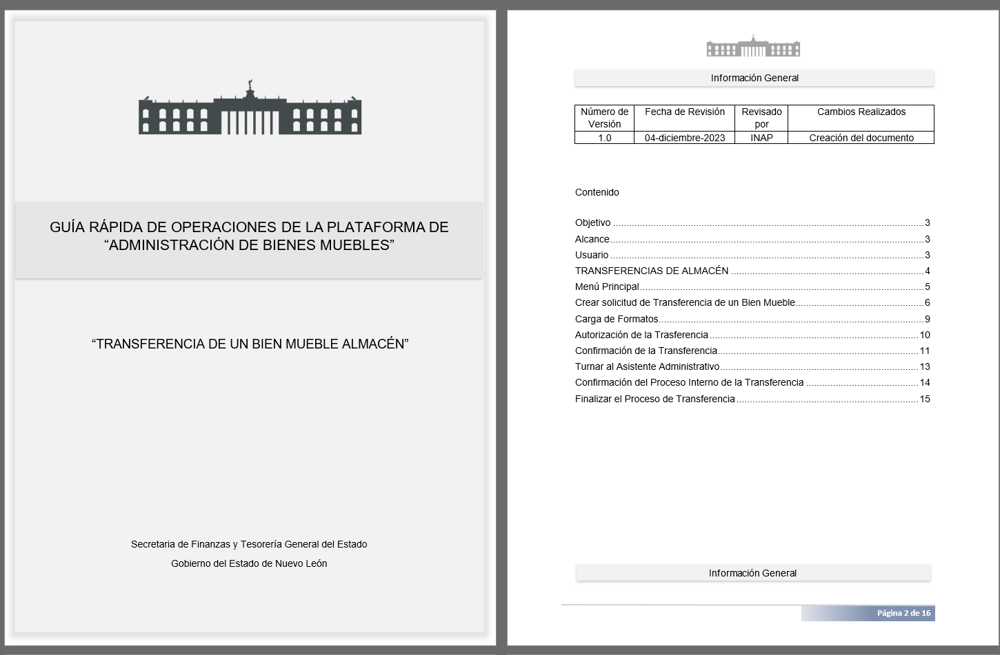 GUÍA RÁPIDA DE OPERACIONES DE LA PLATAFORMA DE
“ADMINISTRACIÓN DE BIENES MUEBLES”
“TRANSFERENCIA DE UN BIEN MUEBLE ALMACÉN”
Secretaria de Finanzas y Tesorería General del Estado
Gobierno del Estado de Nuevo León
Información General
Número de Versión Fecha de Revisión Revisado por Cambios Realizados
1.0 04-diciembre-2023 INAP Creación del documento
Contenido
Objetivo 3
Alcance 3
Usuario 3
TRANSFERENCIAS DE ALMACÉN 4
Menú Principal 5
Crear solicitud de Transferencia de un Bien Mueble 6
Carga de Formatos 9
Autorización de la Trasferencia 10
Confirmación de la Transferencia 11
Turnar al Asistente Administrativo 13
Confirmación del Proceso Interno de la Transferencia 14
Finalizar el Proceso de Transferencia 15
Información General
Página 2 de 16